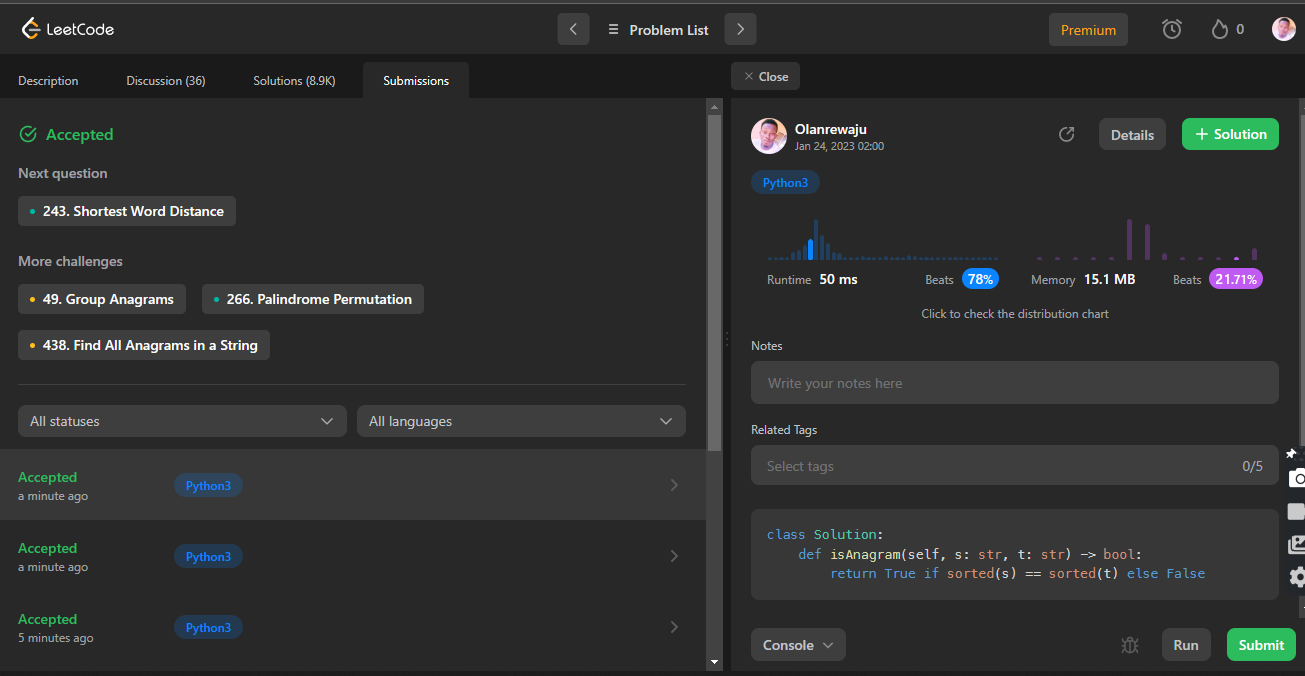 LeetCode
Problem List
Premium
0
Description
Discussion (36)
Solutions (8.9K)
Submissions
Accepted
Next question
243. Shortest Word Distance
More challenges
49. Group Anagrams
266. Palindrome Permutation
438. Find All Anagrams in a String
All statuses
All languages
Accepted
a minute ago
Python3
Accepted
a minute ago
Python3
Accepted
5 minutes ago
Python3
Close
Olanrewaju
Jan 24, 2023 02:00
Details
+ Solution
Python3
Runtime 50 ms
Beats 78%
Memory 15.1 MB
Beats 21.71%
Click to check the distribution chart
Notes
Write your notes here
Related Tags
Select tags
0/5
class Solution:
    def isAnagram(self, s: str, t: str) -> bool:
        return True if sorted(s) == sorted(t) else False
Console
Run
Submit